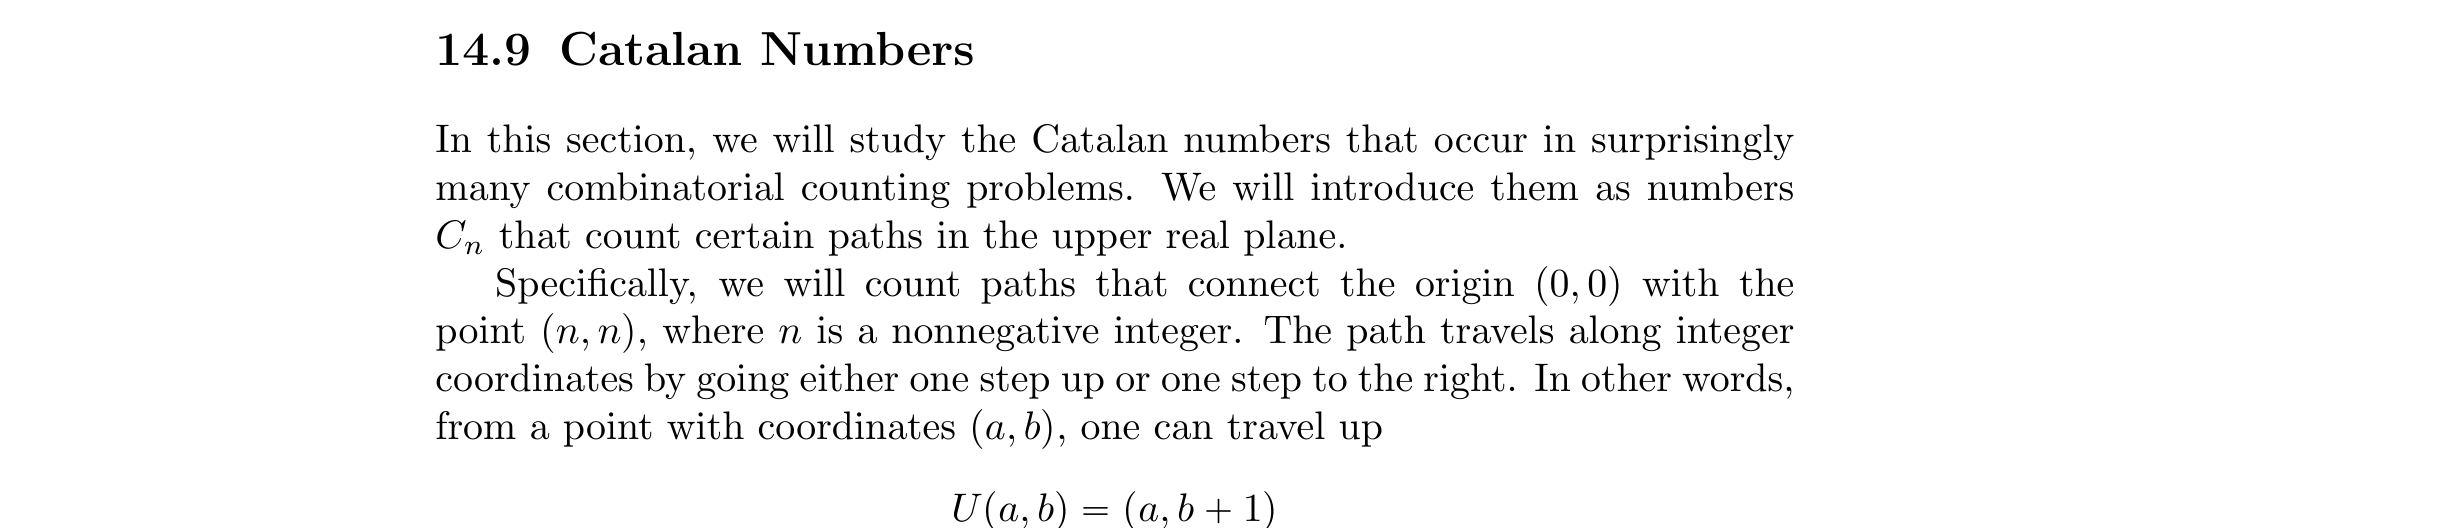 14.9 Catalan Numbers
In this section, we will study the Catalan numbers that occur in surprisingly
many combinatorial counting problems. We will introduce them as numbers
$C_n$ that count certain paths in the upper real plane.
Specifically, we will count paths that connect the origin (0, 0) with the
point (n, n), where n is a nonnegative integer. The path travels along integer
coordinates by going either one step up or one step to the right. In other words,
from a point with coordinates (a, b), one can travel up
U(a, b) = (a, b + 1)